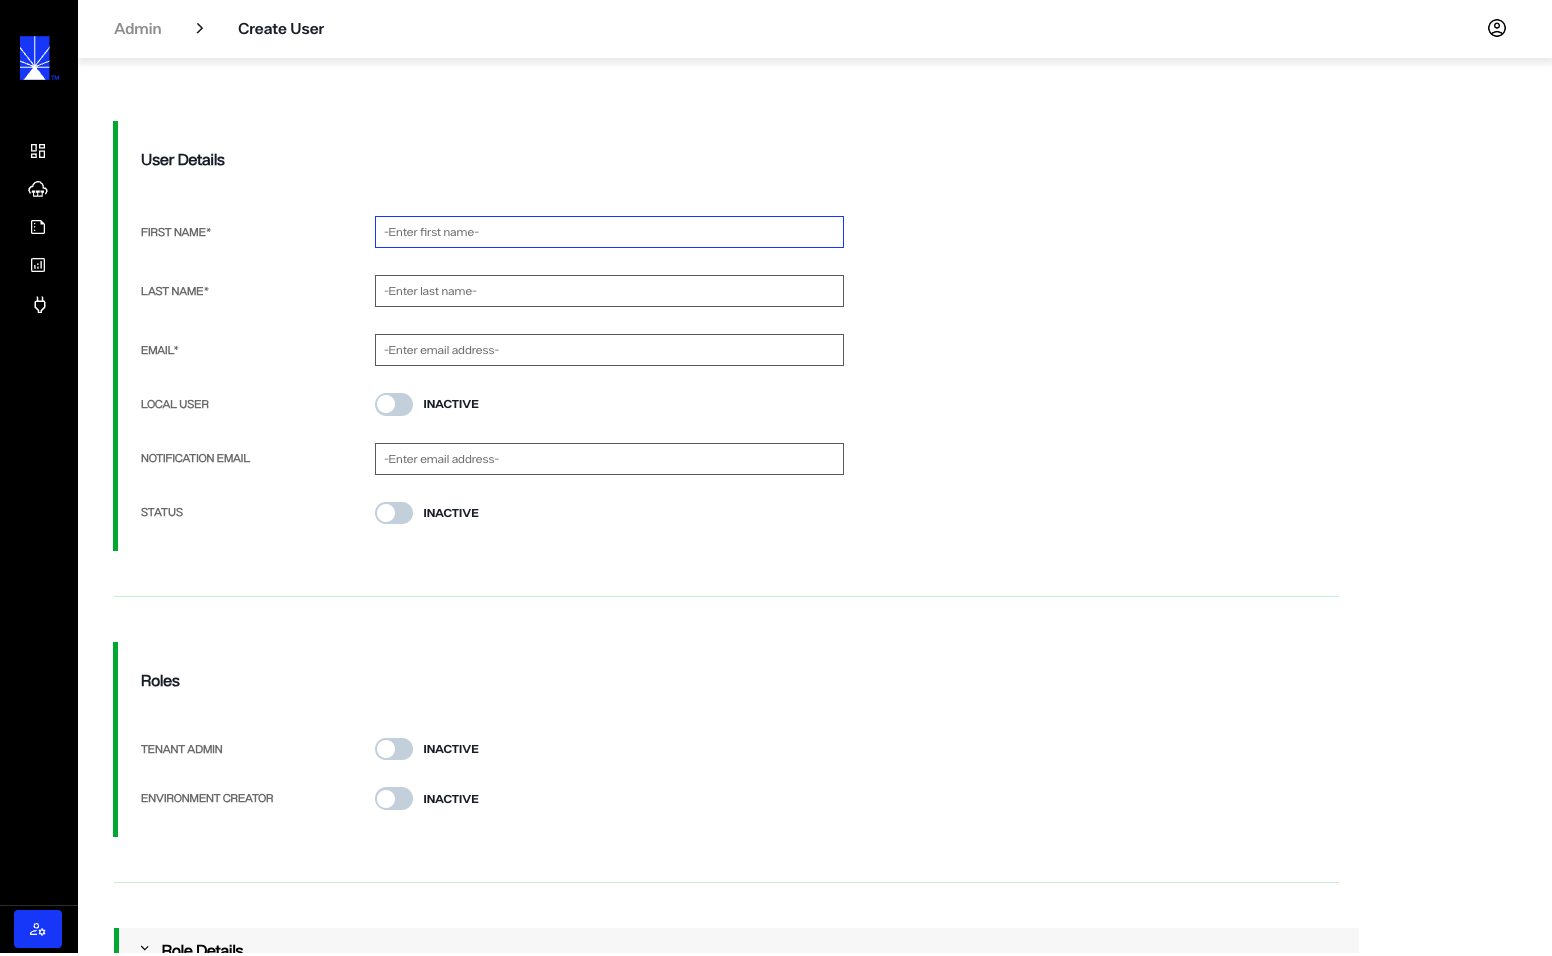 Admin
Create User
TM
User Details
FIRST NAME*
-Enter first name-
LAST NAME*
-Enter last name-
EMAIL*
-Enter email address-
LOCAL USER
INACTIVE
NOTIFICATION EMAIL
-Enter email address-
STATUS
INACTIVE
Roles
TENANT ADMIN
INACTIVE
ENVIRONMENT CREATOR
INACTIVE
Role Details